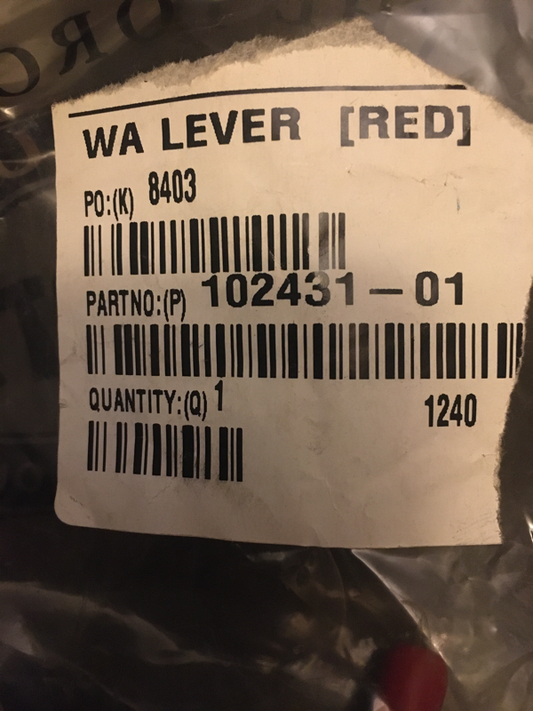 WA LEVER [RED]
PO:(K) 8403
PARTNO:(P) 102431-01
QUANTITY:(Q) 1
1240